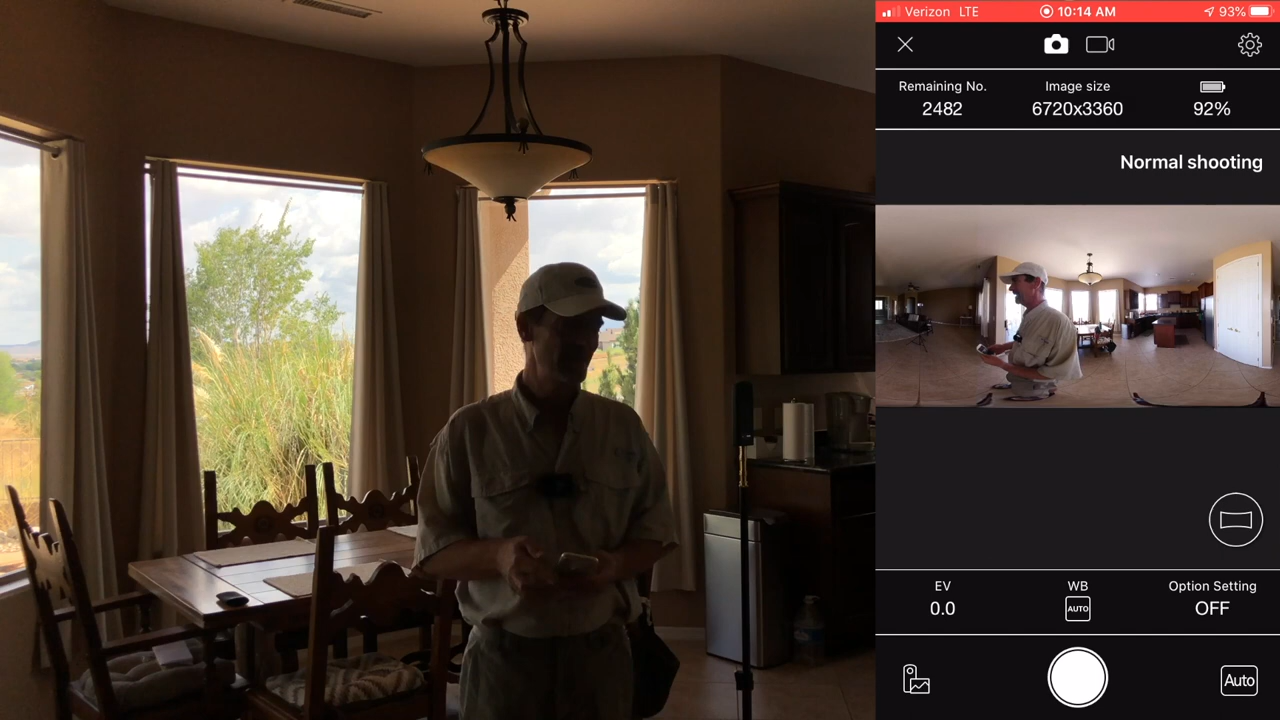 Verizon LTE 10:14 AM 93%
Remaining No. Image size
2482 6720x3360 92%
Normal shooting
EV WB Option Setting
0.0 AUTO OFF
Auto